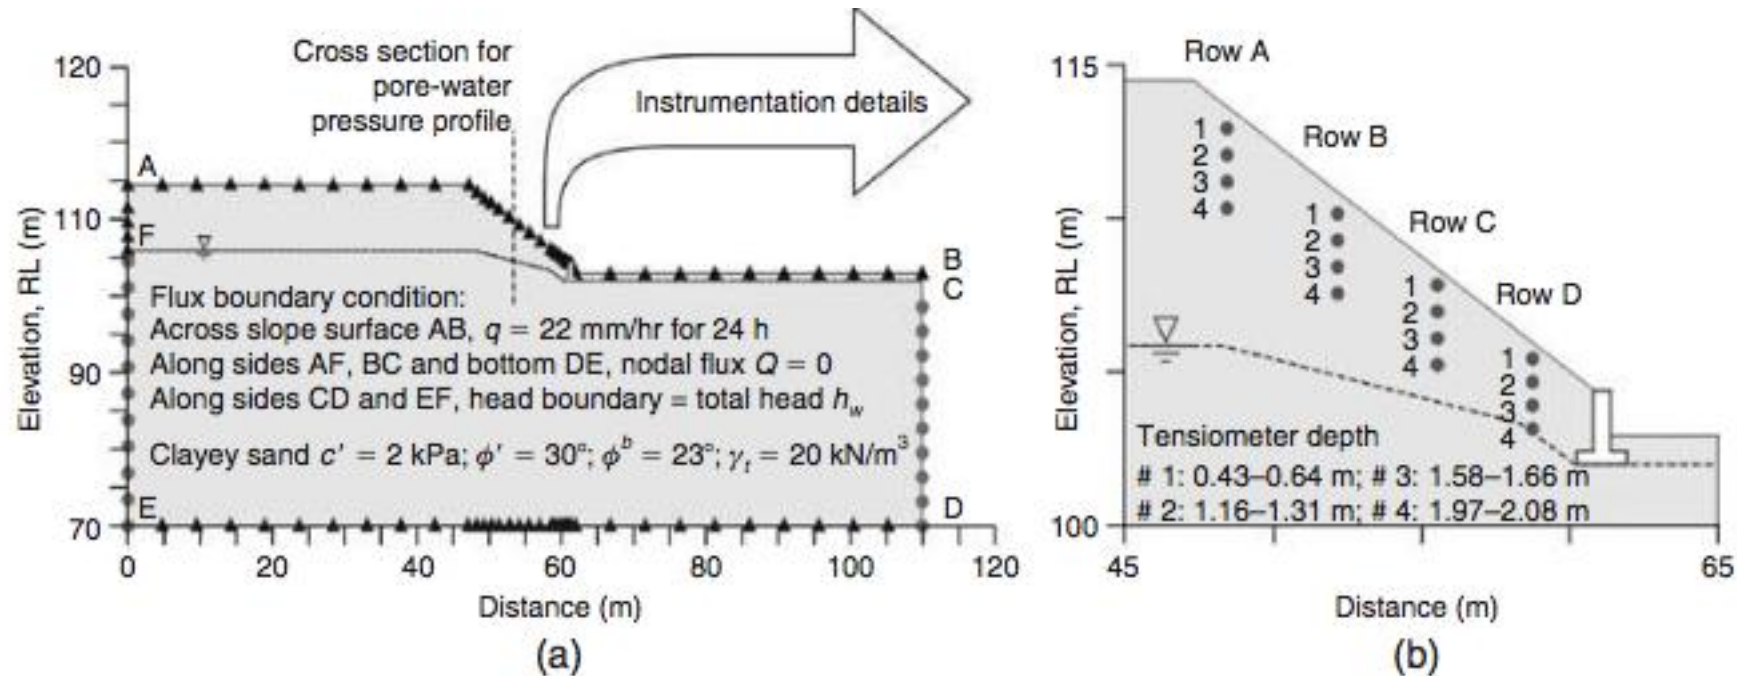 Cross section for
pore-water
pressure profile
Instrumentation details
120
110
90
70
Elevation, RL (m)
A
F
B
C
E
D
Flux boundary condition:
Across slope surface AB, q = 22 mm/hr for 24 h
Along sides AF, BC and bottom DE, nodal flux Q = 0
Along sides CD and EF, head boundary = total head h_w
Clayey sand c′ = 2 kPa; ϕ′ = 30°; ϕ^b = 23°; γ_t = 20 kN/m³
0 20 40 60 80 100 120
Distance (m)
(a)
115
100
Elevation, RL (m)
Row A
1
2
3
4
Row B
1
2
3
4
Row C
1
2
3
4
Row D
1
2
3
4
Tensiometer depth
# 1: 0.43–0.64 m; # 3: 1.58–1.66 m
# 2: 1.16–1.31 m; # 4: 1.97–2.08 m
45 65
Distance (m)
(b)